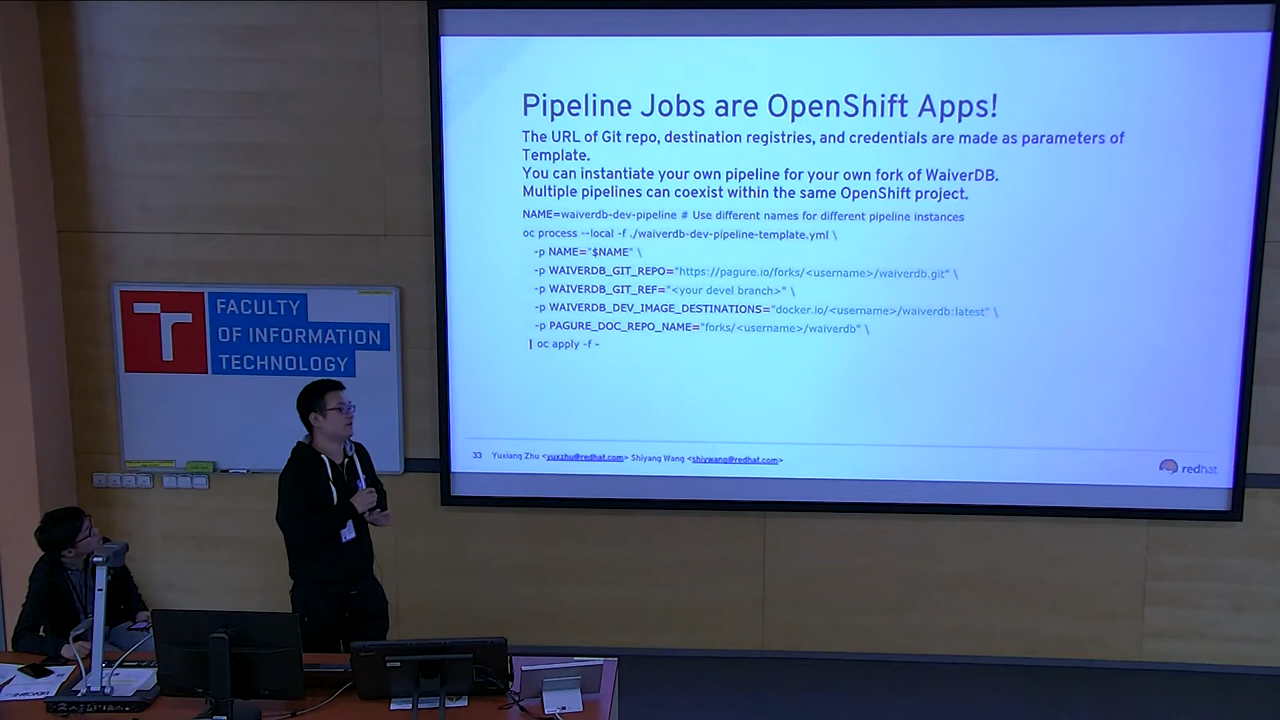 Pipeline Jobs are OpenShift Apps!
The URL of Git repo, destination registries, and credentials are made as parameters of
Template.
You can instantiate your own pipeline for your own fork of WaiverDB.
Multiple pipelines can coexist within the same OpenShift project.
NAME=waiverdb-dev-pipeline # Use different names for different pipeline instances
oc process --local -f ./waiverdb-dev-pipeline-template.yml \
-p NAME="$NAME" \
-p WAIVERDB_GIT_REPO="https://pagure.io/forks/<username>/waiverdb.git" \
-p WAIVERDB_GIT_REF="<your devel branch>" \
-p WAIVERDB_DEV_IMAGE_DESTINATIONS="docker.io/<username>/waiverdb:latest" \
-p PAGURE_DOC_REPO_NAME="forks/<username>/waiverdb" \
| oc apply -f -
33 Yuxiang Zhu <yuxzhu@redhat.com> Shiyang Wang <shiywang@redhat.com>
redhat
FACULTY
OF INFORMATION
TECHNOLOGY